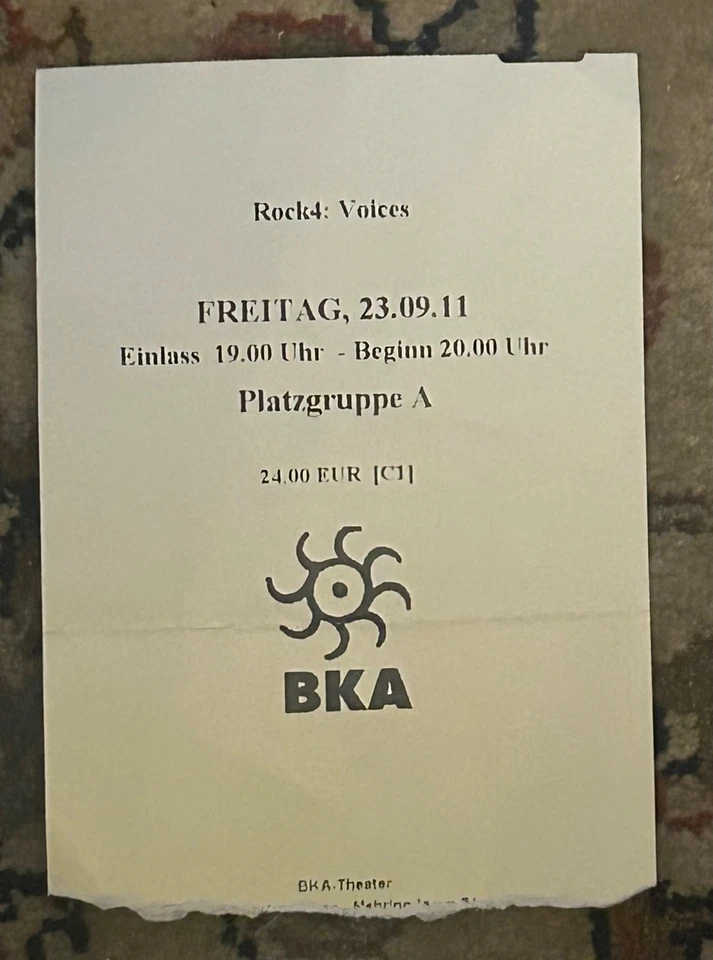 Rock4: Voices
FREITAG, 23.09.11
Einlass 19.00 Uhr - Beginn 20.00 Uhr
Platzgruppe A
24.00 EUR [C1]
BKA
BKA-Theater